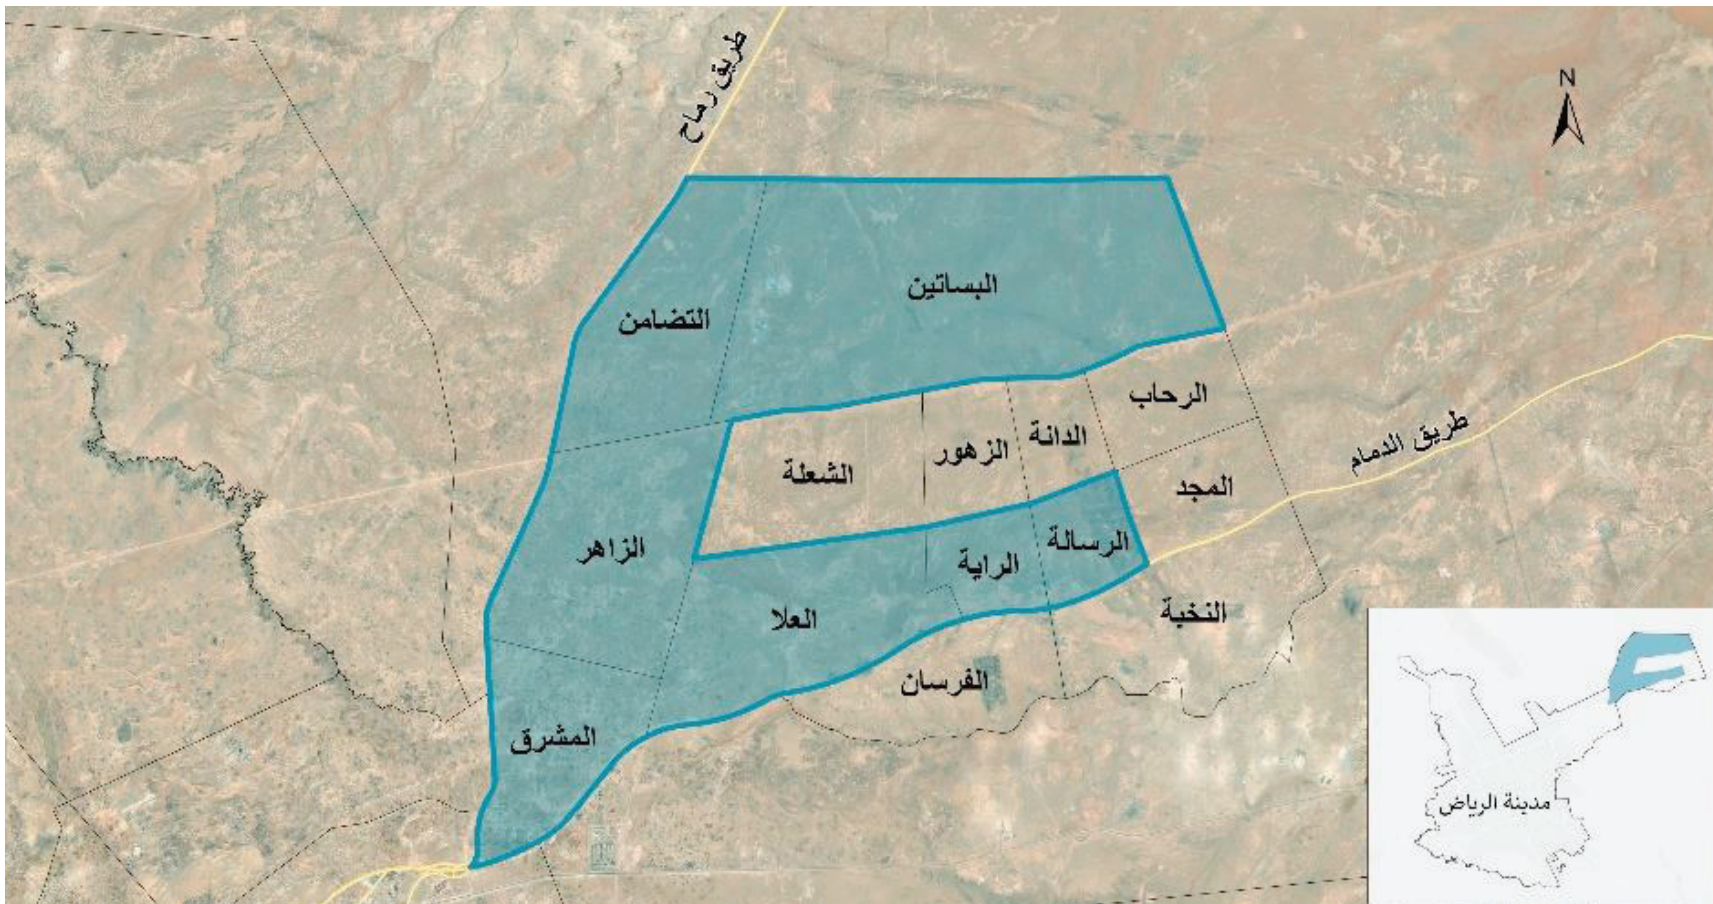 طريق رماح
N
البساتين
التضامن
الرحاب
الدانة
الزهور
الشعلة
طريق الدمام
المجد
الرسالة
الراية
الزاهر
العلا
النخبة
الفرسان
المشرق
مدينة الرياض